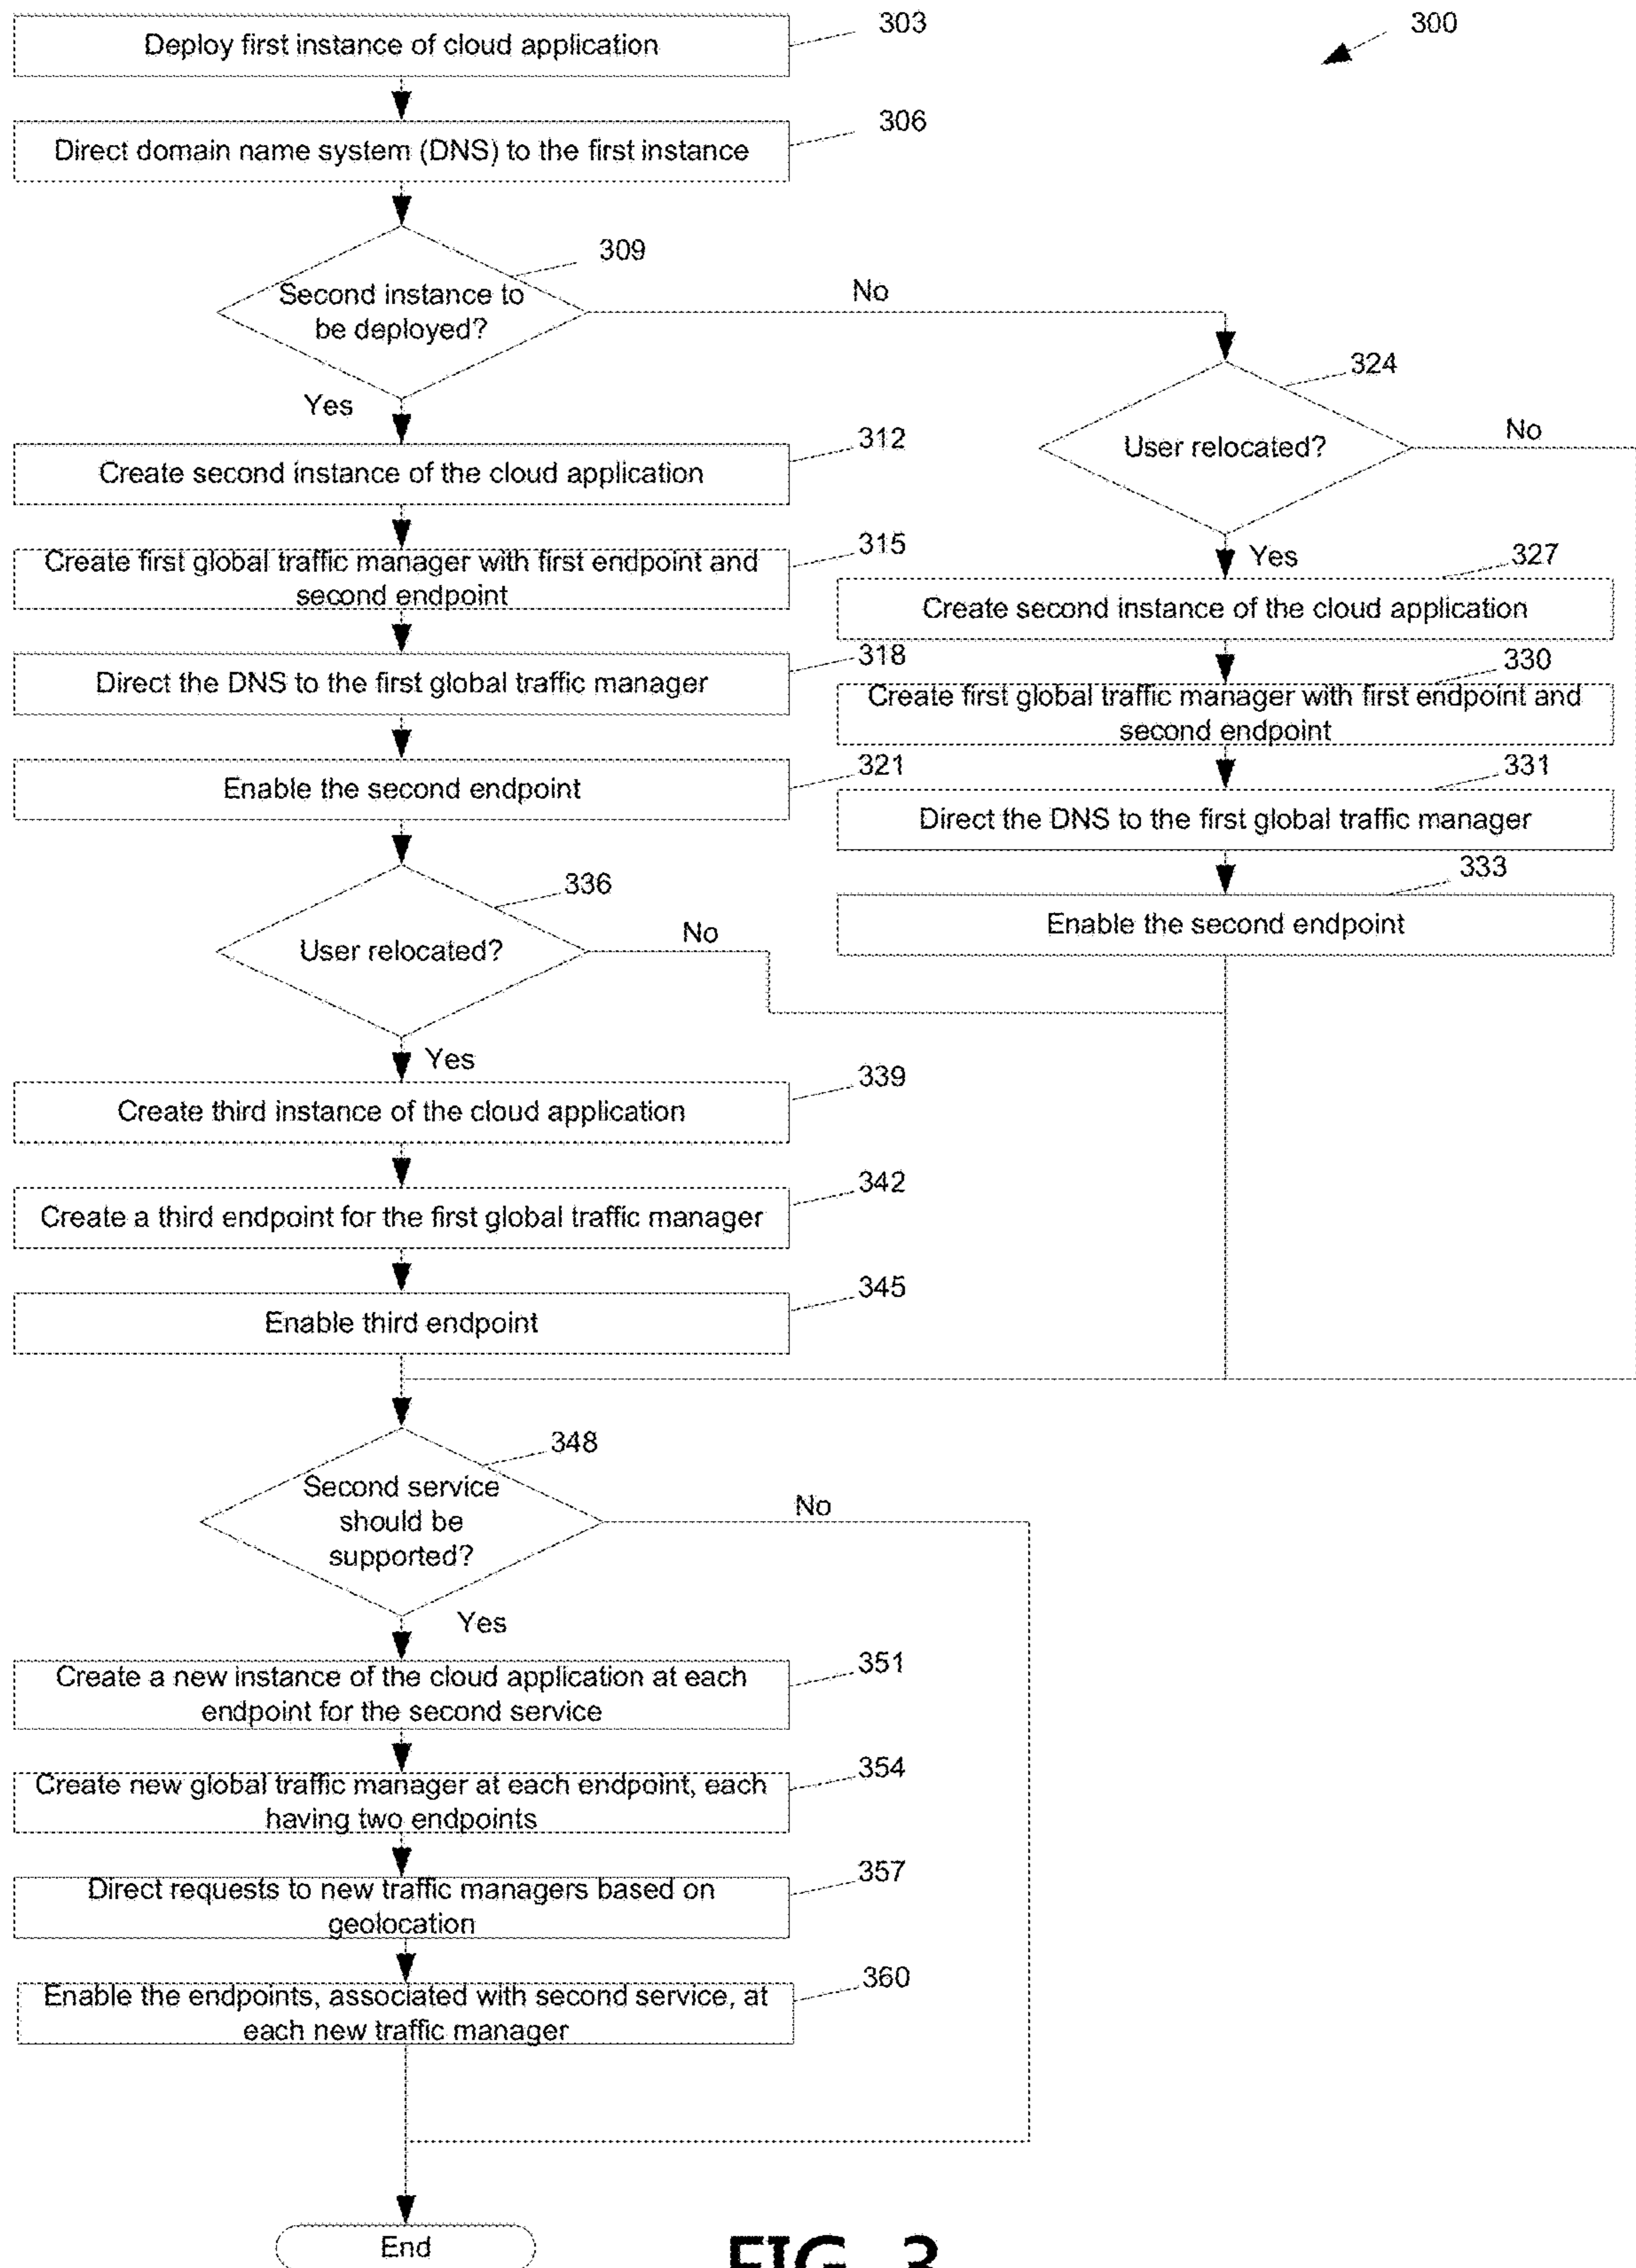 Deploy first instance of cloud application
303
300
Direct domain name system (DNS) to the first instance
306
309
Second instance to
be deployed?
No
Yes
324
User relocated?
No
Yes
312
Create second instance of the cloud application
315
Create first global traffic manager with first endpoint and
second endpoint
318
Direct the DNS to the first global traffic manager
321
Enable the second endpoint
327
Create second instance of the cloud application
330
Create first global traffic manager with first endpoint and
second endpoint
331
Direct the DNS to the first global traffic manager
333
Enable the second endpoint
336
User relocated?
No
Yes
339
Create third instance of the cloud application
342
Create a third endpoint for the first global traffic manager
345
Enable third endpoint
348
Second service
should be
supported?
No
Yes
351
Create a new instance of the cloud application at each
endpoint for the second service
354
Create new global traffic manager at each endpoint, each
having two endpoints
357
Direct requests to new traffic managers based on
geolocation
360
Enable the endpoints, associated with second service, at
each new traffic manager
End
FIG. 3